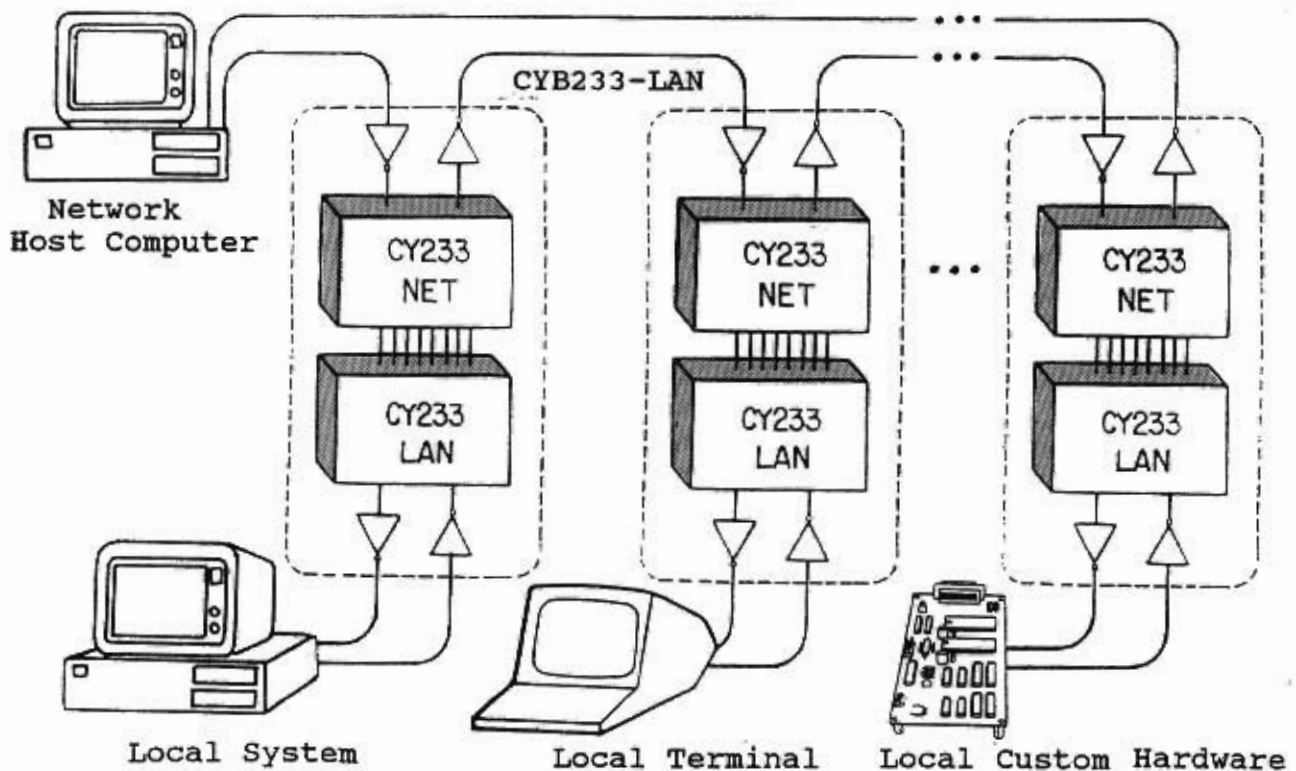 CYB233-LAN
Network
Host Computer
CY233
NET
CY233
NET
CY233
NET
CY233
LAN
CY233
LAN
CY233
LAN
Local System
Local Terminal
Local Custom Hardware